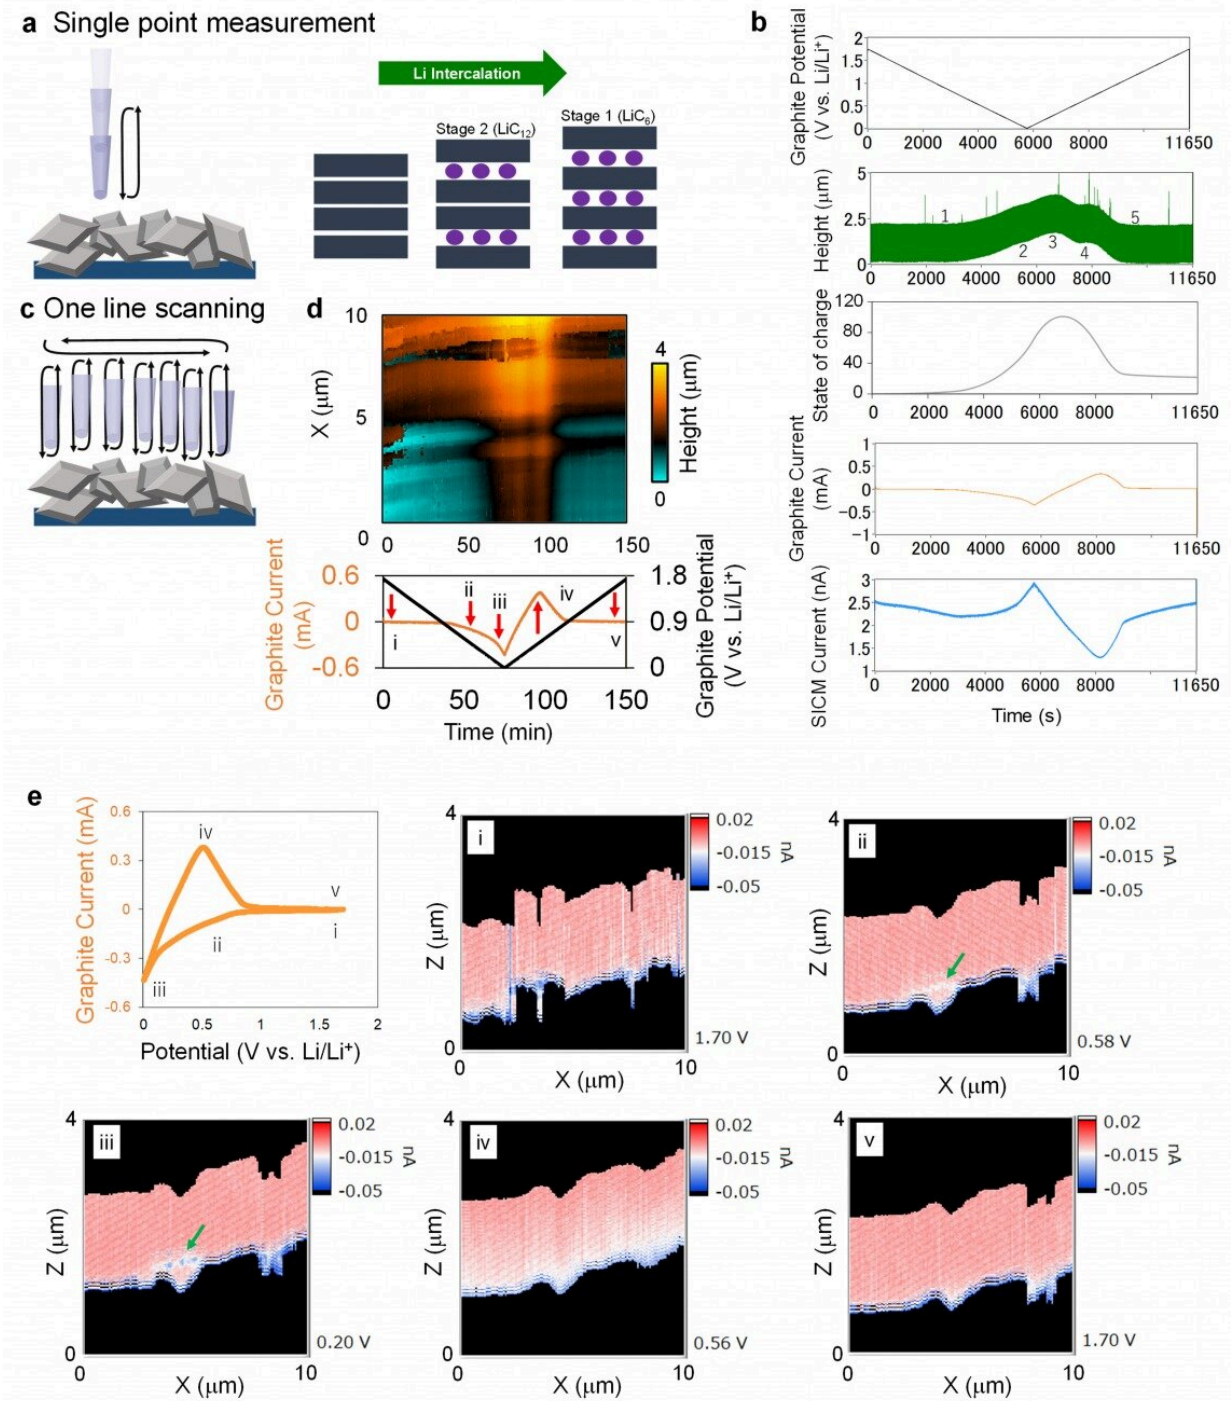 a Single point measurement
Li Intercalation
Stage 2 (LiC12)
Stage 1 (LiC6)
b
Graphite Potential
(V vs. Li/Li+)
2
1.5
1
0.5
0
0 2000 4000 6000 8000 11650
Height (μm)
5
2.5
0
1
2
3
4
5
0 2000 4000 6000 8000 11650
State of charge
120
80
40
0
0 2000 4000 6000 8000 11650
Graphite Current
(mA)
1
0.5
0
-0.5
-1
0 2000 4000 6000 8000 11650
SICM Current (nA)
3
2.5
2
1.5
1
0 2000 4000 6000 8000 11650
Time (s)
c One line scanning
d
X (μm)
10
5
0
0 50 100 150
4
0
Height (μm)
Graphite Current
(mA)
0.6
0
-0.6
i
ii
iii
iv
v
1.8
0.9
0
Graphite Potential
(V vs. Li/Li+)
0 50 100 150
Time (min)
e
Graphite Current (mA)
0.6
0.3
0
-0.3
-0.6
iv
v
i
ii
iii
0 0.5 1 1.5 2
Potential (V vs. Li/Li+)
i
4
Z (μm)
0
0 10
X (μm)
0.02
-0.015
-0.05
nA
1.70 V
ii
4
Z (μm)
0
0 10
X (μm)
0.02
-0.015
-0.05
nA
0.58 V
iii
4
Z (μm)
0
0 10
X (μm)
0.02
-0.015
-0.05
nA
0.20 V
iv
4
Z (μm)
0
0 10
X (μm)
0.02
-0.015
-0.05
nA
0.56 V
v
4
Z (μm)
0
0 10
X (μm)
0.02
-0.015
-0.05
nA
1.70 V